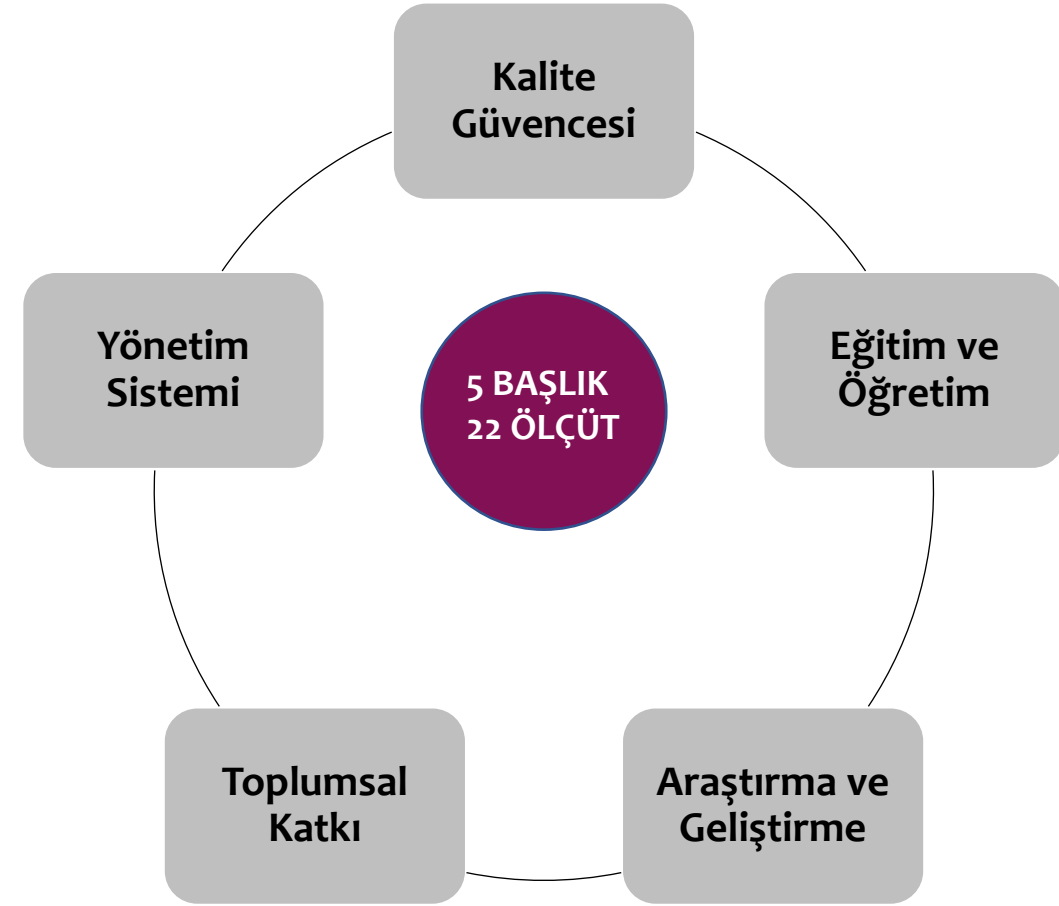 Kalite
Güvencesi
Eğitim ve
Öğretim
Araştırma ve
Geliştirme
Toplumsal
Katkı
Yönetim
Sistemi
5 BAŞLIK
22 ÖLÇÜT